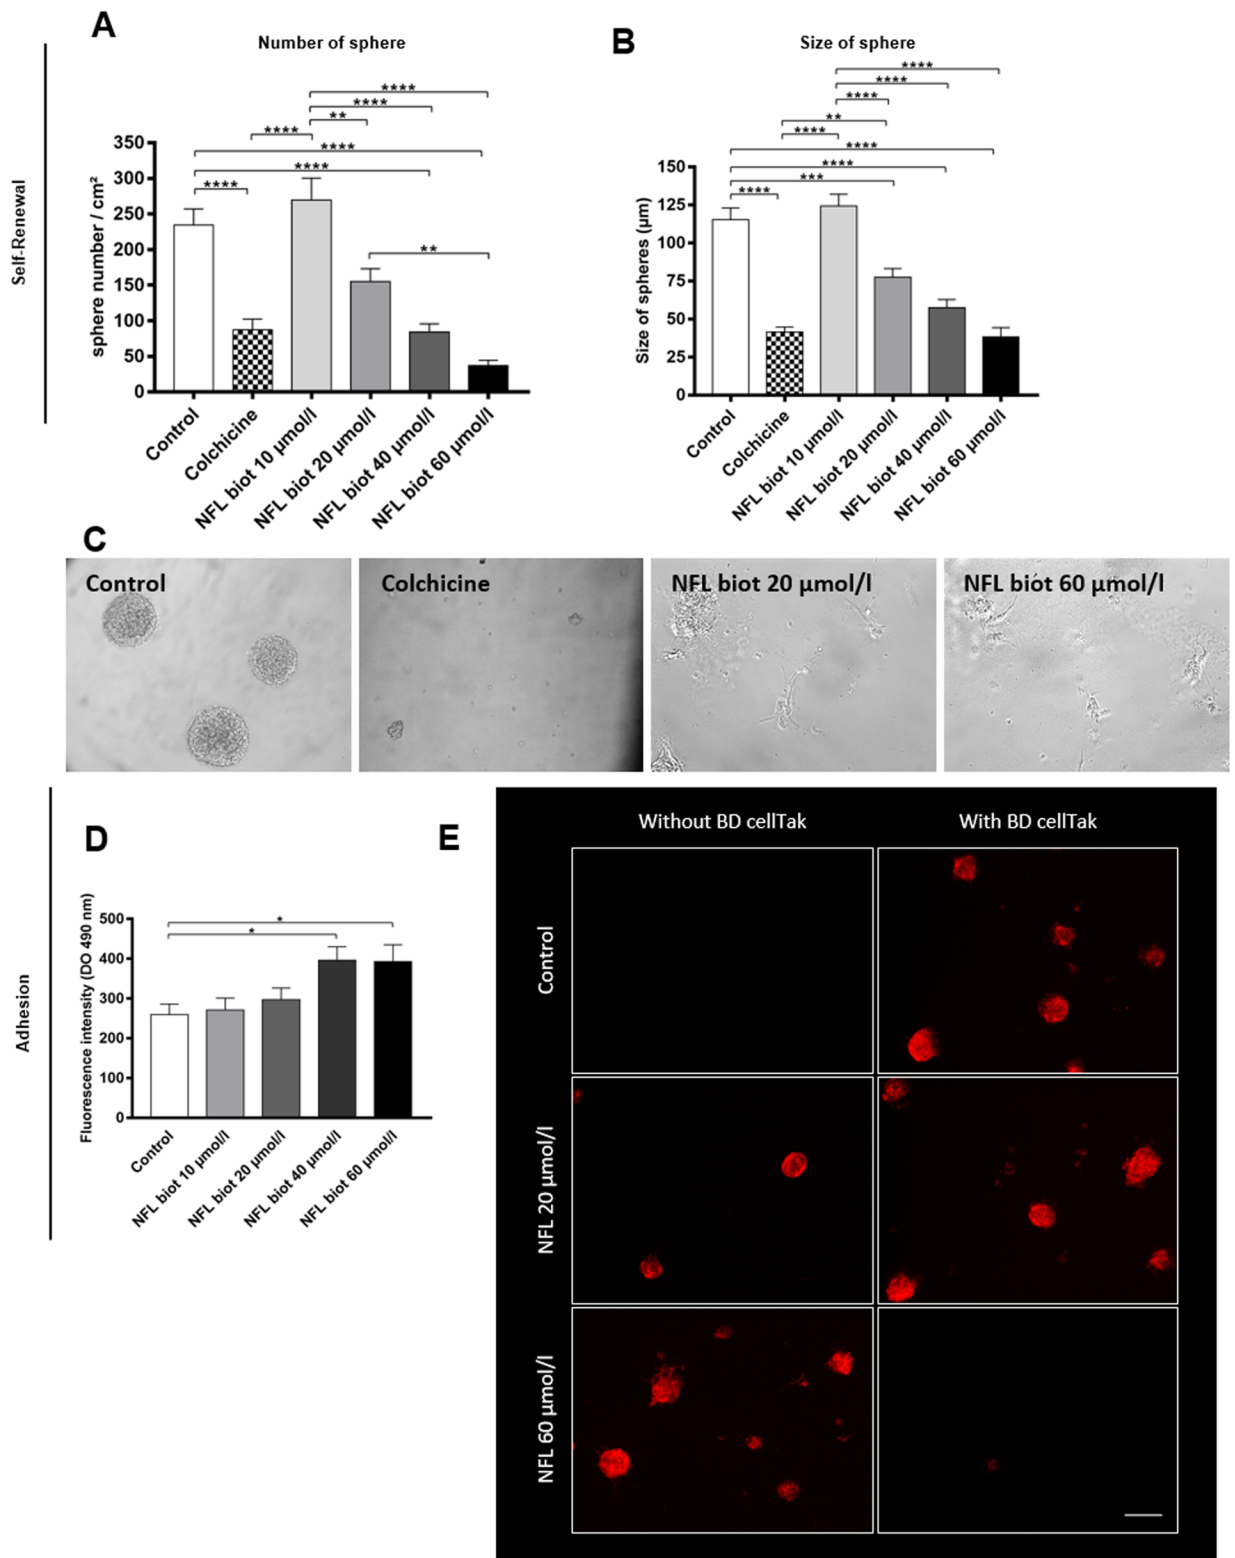 A
Number of sphere
Self-Renewal
sphere number / cm²
350
300
250
200
150
100
50
0
****
****
**
****
****
****
****
**
Control
Colchicine
NFL biot 10 µmol/l
NFL biot 20 µmol/l
NFL biot 40 µmol/l
NFL biot 60 µmol/l
B
Size of sphere
Size of spheres (µm)
150
125
100
75
50
25
0
****
****
****
**
****
****
****
***
****
Control
Colchicine
NFL biot 10 µmol/l
NFL biot 20 µmol/l
NFL biot 40 µmol/l
NFL biot 60 µmol/l
C
Control
Colchicine
NFL biot 20 µmol/l
NFL biot 60 µmol/l
D
Adhesion
Fluorescence intensity (DO 490 nm)
500
400
300
200
100
0
*
*
Control
NFL biot 10 µmol/l
NFL biot 20 µmol/l
NFL biot 40 µmol/l
NFL biot 60 µmol/l
E
Without BD cellTak
With BD cellTak
Control
NFL 20 µmol/l
NFL 60 µmol/l